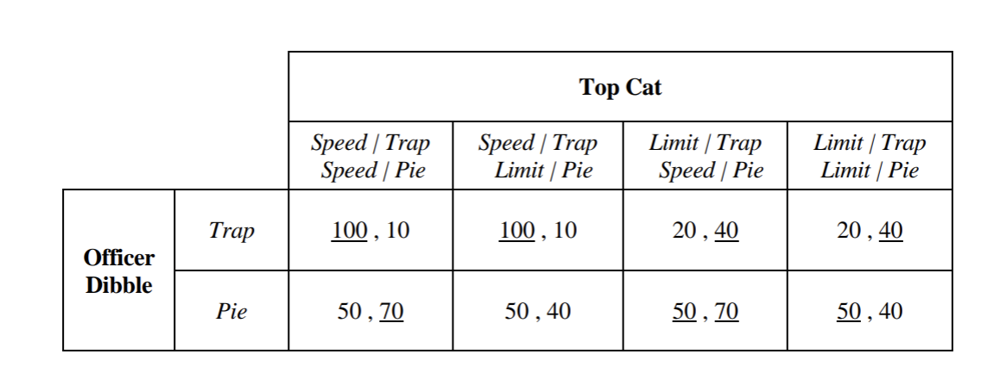 Top Cat
Speed | Trap Speed | Trap Limit | Trap Limit | Trap
Speed | Pie Limit | Pie Speed | Pie Limit | Pie
Officer
Dibble
Trap 100 , 10 100 , 10 20 , 40 20 , 40
Pie 50 , 70 50 , 40 50 , 70 50 , 40